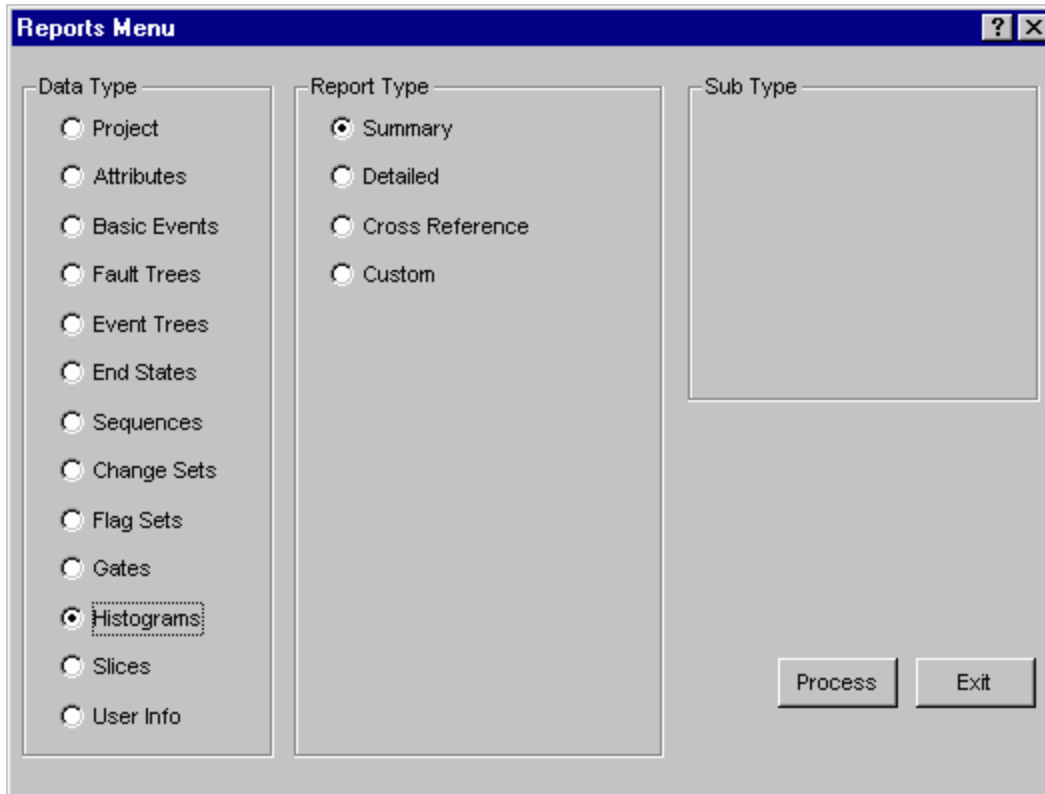 Reports Menu
Data Type
Project
Attributes
Basic Events
Fault Trees
Event Trees
End States
Sequences
Change Sets
Flag Sets
Gates
Histograms
Slices
User Info
Report Type
Summary
Detailed
Cross Reference
Custom
Sub Type
Process
Exit